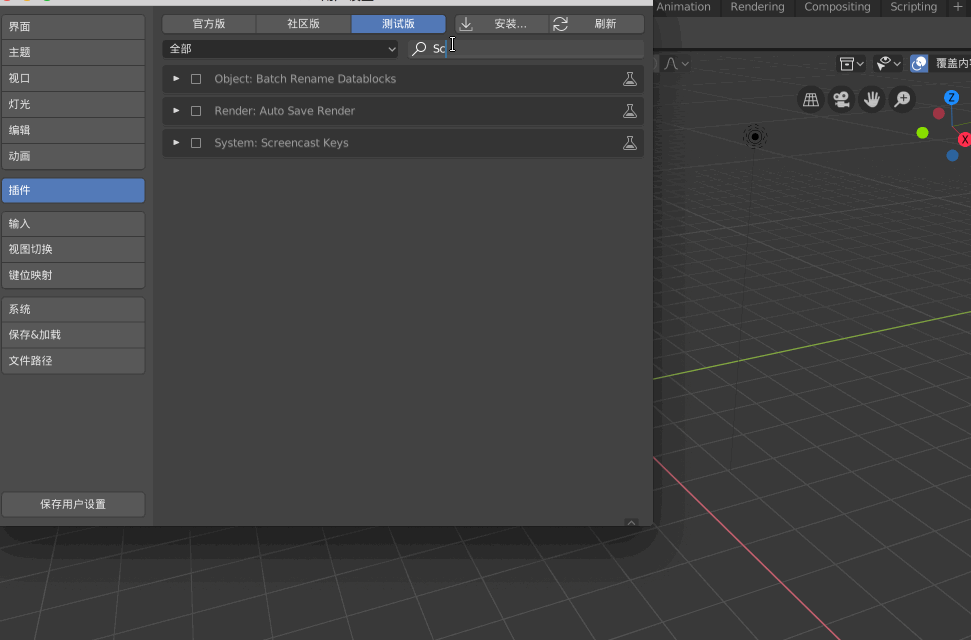 Animation Rendering Compositing Scripting +
界面
主题
视口
灯光
编辑
动画
插件
输入
视图切换
键位映射
系统
保存&加载
文件路径
保存用户设置
官方版 社区版 测试版 安装... 刷新
全部 Sc
Object: Batch Rename Datablocks
Render: Auto Save Render
System: Screencast Keys
覆盖内
Z
X